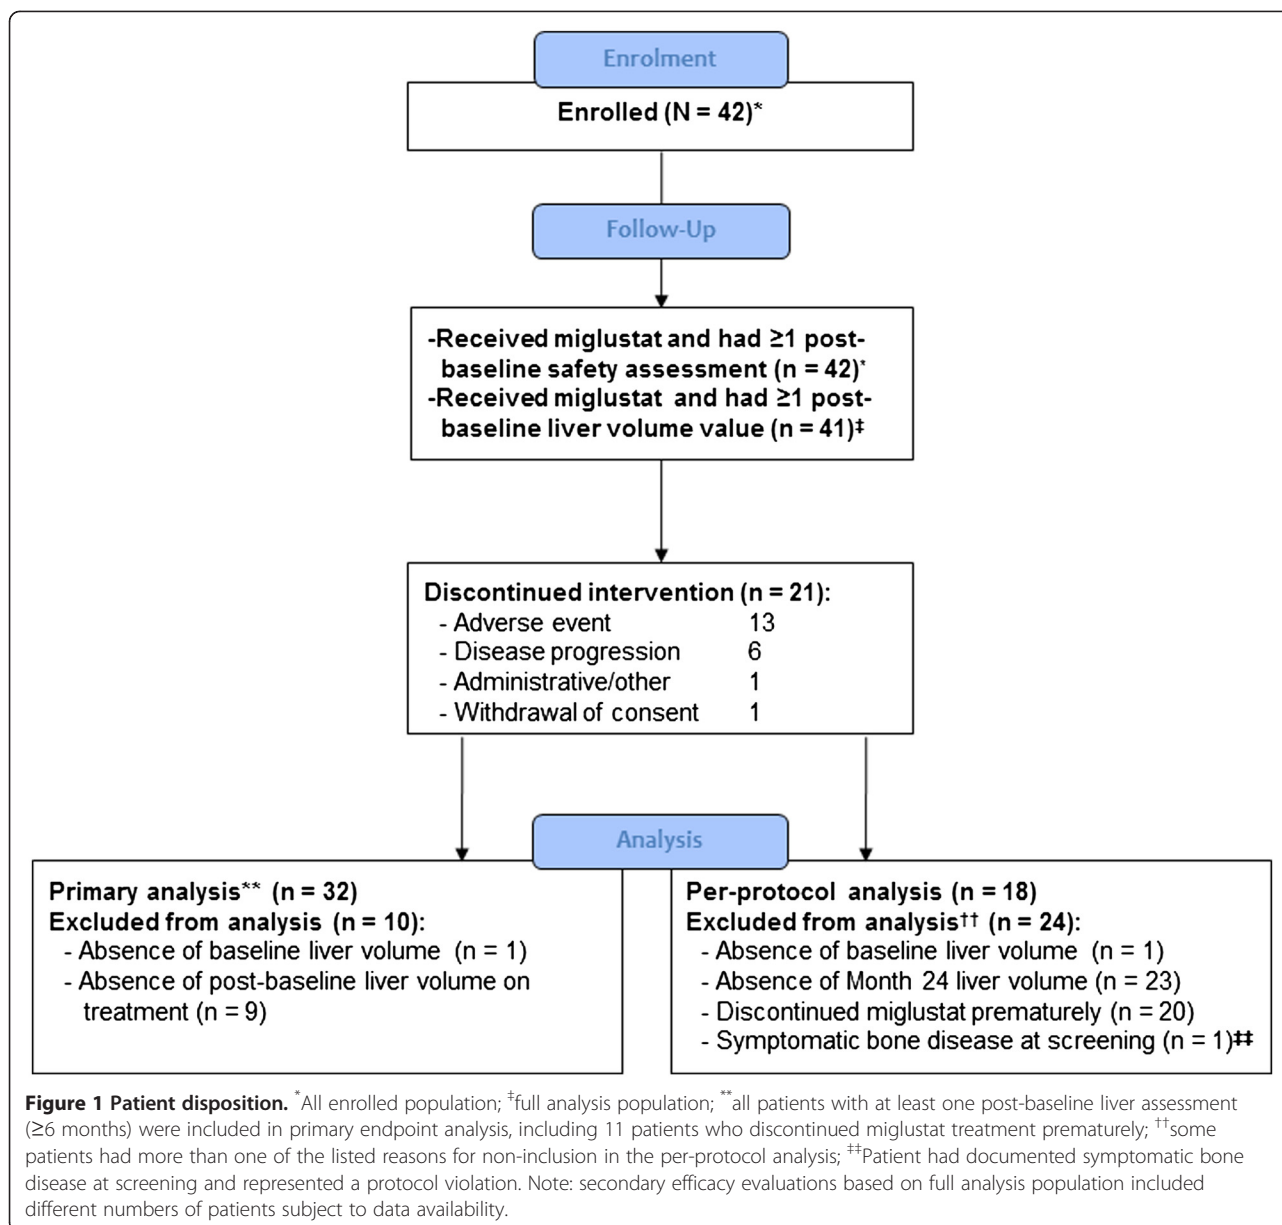 Enrolment
Enrolled (N = 42)*
Follow-Up
-Received miglustat and had ≥1 post-
baseline safety assessment (n = 42)*
-Received miglustat and had ≥1 post-
baseline liver volume value (n = 41)‡
Discontinued intervention (n = 21):
- Adverse event 13
- Disease progression 6
- Administrative/other 1
- Withdrawal of consent 1
Analysis
Primary analysis** (n = 32)
Excluded from analysis (n = 10):
- Absence of baseline liver volume (n = 1)
- Absence of post-baseline liver volume on
treatment (n = 9)
Per-protocol analysis (n = 18)
Excluded from analysis†† (n = 24):
- Absence of baseline liver volume (n = 1)
- Absence of Month 24 liver volume (n = 23)
- Discontinued miglustat prematurely (n = 20)
- Symptomatic bone disease at screening (n = 1)‡‡
Figure 1 Patient disposition. *All enrolled population; ‡full analysis population; **all patients with at least one post-baseline liver assessment
(≥6 months) were included in primary endpoint analysis, including 11 patients who discontinued miglustat treatment prematurely; ††some
patients had more than one of the listed reasons for non-inclusion in the per-protocol analysis; ‡‡Patient had documented symptomatic bone
disease at screening and represented a protocol violation. Note: secondary efficacy evaluations based on full analysis population included
different numbers of patients subject to data availability.